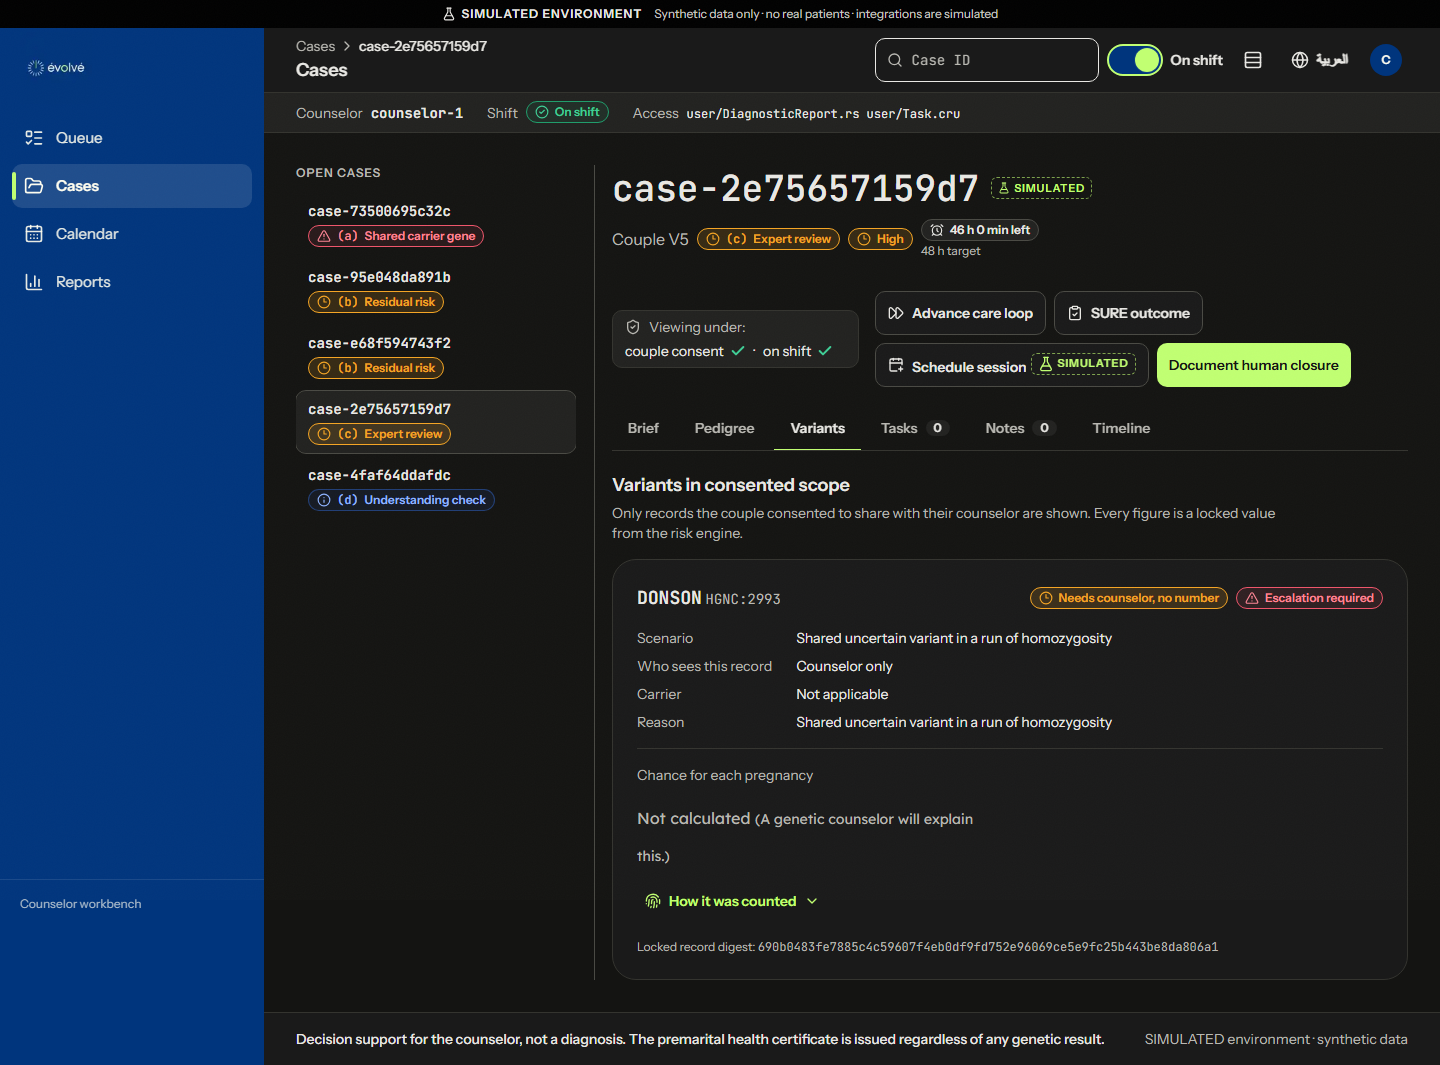 SIMULATED ENVIRONMENT Synthetic data only · no real patients · integrations are simulated
évolvé
Queue
Cases
Calendar
Reports
Counselor workbench
Cases > case-2e75657159d7
Cases
Case ID
On shift
العربية
C
Counselor counselor-1 Shift On shift Access user/DiagnosticReport.rs user/Task.cru
OPEN CASES
case-73500695c32c
(a) Shared carrier gene
case-95e048da891b
(b) Residual risk
case-e68f594743f2
(b) Residual risk
case-2e75657159d7
(c) Expert review
case-4faf64ddafdc
(d) Understanding check
case-2e75657159d7 SIMULATED
Couple V5 (c) Expert review High 46 h 0 min left
48 h target
Viewing under:
couple consent · on shift
Advance care loop
SURE outcome
Schedule session SIMULATED
Document human closure
Brief Pedigree Variants Tasks 0 Notes 0 Timeline
Variants in consented scope
Only records the couple consented to share with their counselor are shown. Every figure is a locked value
from the risk engine.
DONSON HGNC:2993 Needs counselor, no number Escalation required
Scenario Shared uncertain variant in a run of homozygosity
Who sees this record Counselor only
Carrier Not applicable
Reason Shared uncertain variant in a run of homozygosity
Chance for each pregnancy
Not calculated (A genetic counselor will explain
this.)
How it was counted
Locked record digest: 690b0483fe7885c4c59607f4eb0df9fd752e96069ce5e9fc25b443be8da806a1
Decision support for the counselor, not a diagnosis. The premarital health certificate is issued regardless of any genetic result.
SIMULATED environment · synthetic data